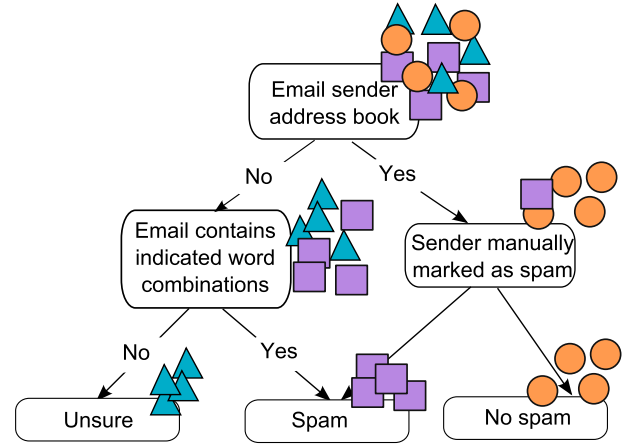 Email sender
address book
No
Yes
Email contains
indicated word
combinations
Sender manually
marked as spam
No
Yes
Unsure
Spam
No spam